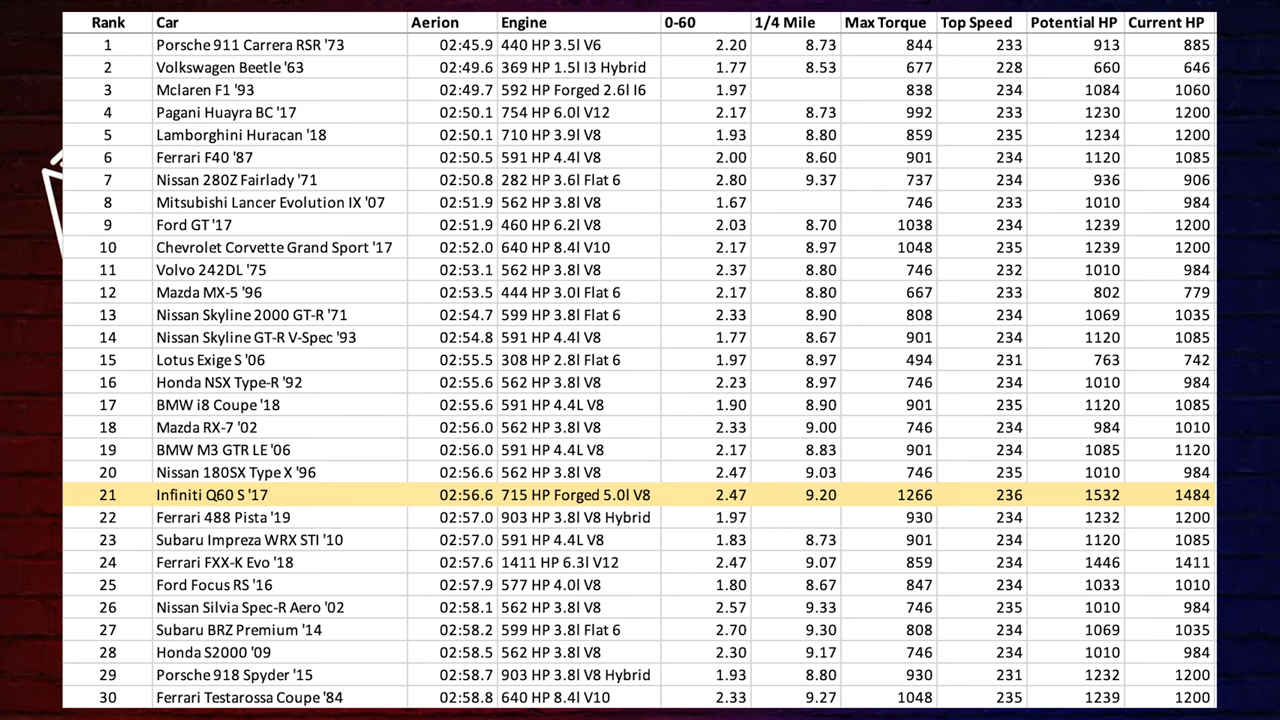 Rank Car Aerion Engine 0-60 1/4 Mile Max Torque Top Speed Potential HP Current HP
1 Porsche 911 Carrera RSR '73 02:45.9 440 HP 3.5l V6 2.20 8.73 844 233 913 885
2 Volkswagen Beetle '63 02:49.6 369 HP 1.5l I3 Hybrid 1.77 8.53 677 228 660 646
3 Mclaren F1 '93 02:49.7 592 HP Forged 2.6l I6 1.97 838 234 1084 1060
4 Pagani Huayra BC '17 02:50.1 754 HP 6.0l V12 2.17 8.73 992 233 1230 1200
5 Lamborghini Huracan '18 02:50.1 710 HP 3.9l V8 1.93 8.80 859 235 1234 1200
6 Ferrari F40 '87 02:50.5 591 HP 4.4l V8 2.00 8.60 901 234 1120 1085
7 Nissan 280Z Fairlady '71 02:50.8 282 HP 3.6l Flat 6 2.80 9.37 737 234 936 906
8 Mitsubishi Lancer Evolution IX '07 02:51.9 562 HP 3.8l V8 1.67 746 233 1010 984
9 Ford GT '17 02:51.9 460 HP 6.2l V8 2.03 8.70 1038 234 1239 1200
10 Chevrolet Corvette Grand Sport '17 02:52.0 640 HP 8.4l V10 2.17 8.97 1048 235 1239 1200
11 Volvo 242DL '75 02:53.1 562 HP 3.8l V8 2.37 8.80 746 232 1010 984
12 Mazda MX-5 '96 02:53.5 444 HP 3.0I Flat 6 2.17 8.80 667 233 802 779
13 Nissan Skyline 2000 GT-R '71 02:54.7 599 HP 3.8l Flat 6 2.33 8.90 808 234 1069 1035
14 Nissan Skyline GT-R V-Spec '93 02:54.8 591 HP 4.4l V8 1.77 8.67 901 234 1120 1085
15 Lotus Exige S '06 02:55.5 308 HP 2.8l Flat 6 1.97 8.97 494 231 763 742
16 Honda NSX Type-R '92 02:55.6 562 HP 3.8l V8 2.23 8.97 746 234 1010 984
17 BMW i8 Coupe '18 02:55.6 591 HP 4.4L V8 1.90 8.90 901 235 1120 1085
18 Mazda RX-7 '02 02:56.0 562 HP 3.8l V8 2.33 9.00 746 234 984 1010
19 BMW M3 GTR LE '06 02:56.0 591 HP 4.4L V8 2.17 8.83 901 234 1085 1120
20 Nissan 180SX Type X '96 02:56.6 562 HP 3.8l V8 2.47 9.03 746 235 1010 984
21 Infiniti Q60 S '17 02:56.6 715 HP Forged 5.0l V8 2.47 9.20 1266 236 1532 1484
22 Ferrari 488 Pista '19 02:57.0 903 HP 3.8l V8 Hybrid 1.97 930 234 1232 1200
23 Subaru Impreza WRX STI '10 02:57.0 591 HP 4.4L V8 1.83 8.73 901 234 1120 1085
24 Ferrari FXX-K Evo '18 02:57.6 1411 HP 6.3l V12 2.47 9.07 859 234 1446 1411
25 Ford Focus RS '16 02:57.9 577 HP 4.0l V8 1.80 8.67 847 234 1033 1010
26 Nissan Silvia Spec-R Aero '02 02:58.1 562 HP 3.8l V8 2.57 9.33 746 235 1010 984
27 Subaru BRZ Premium '14 02:58.2 599 HP 3.8l Flat 6 2.70 9.30 808 234 1069 1035
28 Honda S2000 '09 02:58.5 562 HP 3.8l V8 2.30 9.17 746 234 1010 984
29 Porsche 918 Spyder '15 02:58.7 903 HP 3.8l V8 Hybrid 1.93 8.80 930 231 1232 1200
30 Ferrari Testarossa Coupe '84 02:58.8 640 HP 8.4l V10 2.33 9.27 1048 235 1239 1200